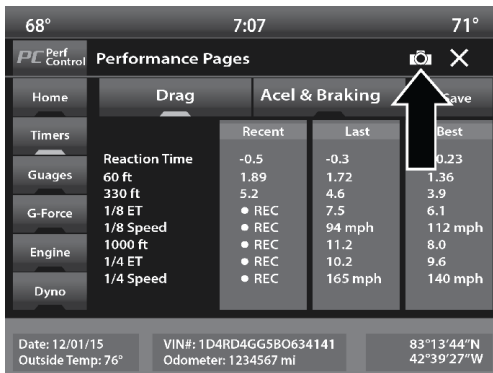 68° 7:07 71°
PC Perf Control Performance Pages
Home Drag Acel & Braking Save
Timers Recent Last Best
Reaction Time -0.5 -0.3 0.23
Guages 60 ft 1.89 1.72 1.36
330 ft 5.2 4.6 3.9
G-Force 1/8 ET • REC 7.5 6.1
1/8 Speed • REC 94 mph 112 mph
1000 ft • REC 11.2 8.0
Engine 1/4 ET • REC 10.2 9.6
1/4 Speed • REC 165 mph 140 mph
Dyno
Date: 12/01/15 VIN#: 1D4RD4GG5BO634141 83°13’44”N
Outside Temp: 76° Odometer: 1234567 mi 42°39’27”W